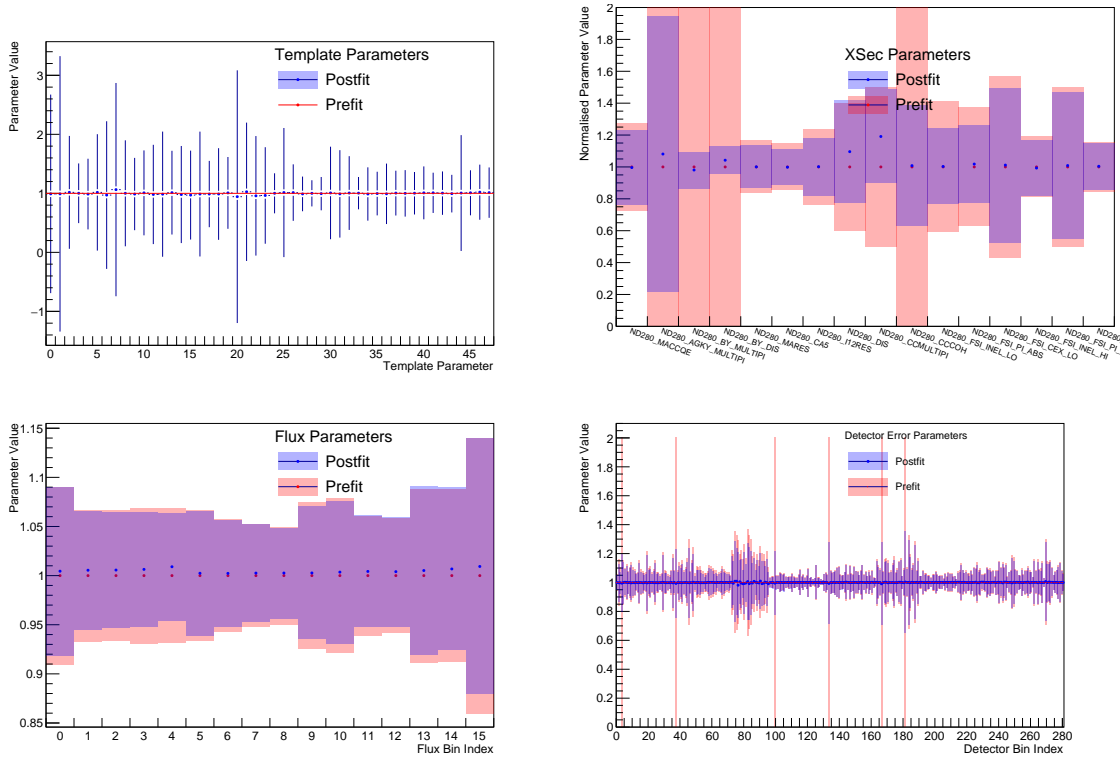 Template Parameters
Postfit
Prefit
Parameter Value
3
2
1
0
−1
0 5 10 15 20 25 30 35 40 45
Template Parameter
XSec Parameters
Postfit
Prefit
Normalised Parameter Value
2
1.8
1.6
1.4
1.2
1
0.8
0.6
0.4
0.2
0
ND280_MACCQE
ND280_AGKY_MULTIPI
ND280_BY_MULTIPI
ND280_BY_DIS
ND280_MARES
ND280_CA5
ND280_I12RES
ND280_DIS
ND280_CCMULTIPI
ND280_CCCOH
ND280_FSI_INEL_LO
ND280_FSI_PI_ABS
ND280_FSI_CEX_LO
ND280_FSI_INEL_HI
ND280_FSI_PI_
Flux Parameters
Postfit
Prefit
Parameter Value
1.15
1.1
1.05
1
0.95
0.9
0.85
0 1 2 3 4 5 6 7 8 9 10 11 12 13 14 15
Flux Bin Index
Detector Error Parameters
Postfit
Prefit
Parameter Value
2
1.8
1.6
1.4
1.2
1
0.8
0.6
0.4
0.2
0
0 20 40 60 80 100 120 140 160 180 200 220 240 260 280
Detector Bin Index